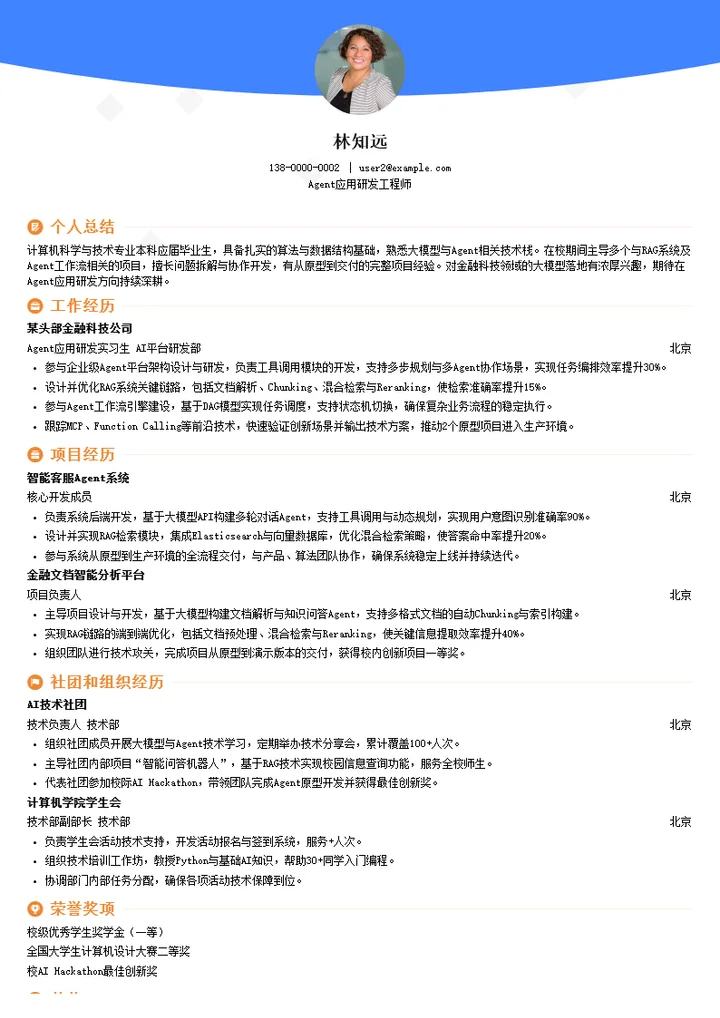 林知远
138-0000-0002 | user2@example.com
Agent应用研发工程师
个人总结
计算机科学与技术专业本科应届毕业生，具备扎实的算法与数据结构基础，熟悉大模型与Agent相关技术栈。在校期间主导多个与RAG系统及
Agent工作流相关的项目，擅长问题拆解与协作开发，有从原型到交付的完整项目经验。对金融科技领域的大模型落地有浓厚兴趣，期待在
Agent应用研发方向持续深耕。
工作经历
某头部金融科技公司
Agent应用研发实习生 AI平台研发部 北京
• 参与企业级Agent平台架构设计与研发，负责工具调用模块的开发，支持多步规划与多Agent协作场景，实现任务编排效率提升30%。
• 设计并优化RAG系统关键链路，包括文档解析、Chunking、混合检索与Reranking，使检索准确率提升15%。
• 参与Agent工作流引擎建设，基于DAG模型实现任务调度，支持状态机切换，确保复杂业务流程的稳定执行。
• 跟踪MCP、Function Calling等前沿技术，快速验证创新场景并输出技术方案，推动2个原型项目进入生产环境。
项目经历
智能客服Agent系统
核心开发成员 北京
• 负责系统后端开发，基于大模型API构建多轮对话Agent，支持工具调用与动态规划，实现用户意图识别准确率90%。
• 设计并实现RAG检索模块，集成Elasticsearch与向量数据库，优化混合检索策略，使答案命中率提升20%。
• 参与系统从原型到生产环境的全流程交付，与产品、算法团队协作，确保系统稳定上线并持续迭代。
金融文档智能分析平台
项目负责人 北京
• 主导项目设计与开发，基于大模型构建文档解析与知识问答Agent，支持多格式文档的自动Chunking与索引构建。
• 实现RAG链路的端到端优化，包括文档预处理、混合检索与Reranking，使关键信息提取效率提升40%。
• 组织团队进行技术攻关，完成项目从原型到演示版本的交付，获得校内创新项目一等奖。
社团和组织经历
AI技术社团
技术负责人 技术部 北京
• 组织社团成员开展大模型与Agent技术学习，定期举办技术分享会，累计覆盖100+人次。
• 主导社团内部项目“智能问答机器人”，基于RAG技术实现校园信息查询功能，服务全校师生。
• 代表社团参加校际AI Hackathon，带领团队完成Agent原型开发并获得最佳创新奖。
计算机学院学生会
技术部副部长 技术部 北京
• 负责学生会活动技术支持，开发活动报名与签到系统，服务+人次。
• 组织技术培训工作坊，教授Python与基础AI知识，帮助30+同学入门编程。
• 协调部门内部任务分配，确保各项活动技术保障到位。
荣誉奖项
校级优秀学生奖学金（一等）
全国大学生计算机设计大赛二等奖
校AI Hackathon最佳创新奖